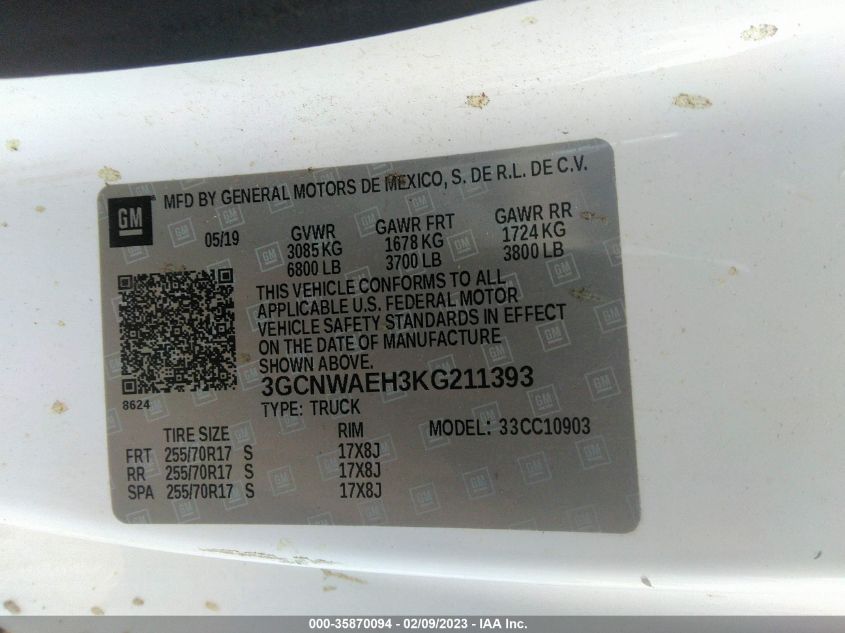 MFD BY GENERAL MOTORS DE MEXICO, S. DE R.L. DE C.V.
GM
05/19
GVWR GAWR FRT GAWR RR
3085 KG 1678 KG 1724 KG
6800 LB 3700 LB 3800 LB
THIS VEHICLE CONFORMS TO ALL
APPLICABLE U.S. FEDERAL MOTOR
VEHICLE SAFETY STANDARDS IN EFFECT
ON THE DATE OF MANUFACTURE
SHOWN ABOVE.
3GCNWAEH3KG211393
8624
TYPE: TRUCK
MODEL: 33CC10903
TIRE SIZE RIM
FRT 255/70R17 S 17X8J
RR 255/70R17 S 17X8J
SPA 255/70R17 S 17X8J
000-35870094 - 02/09/2023 - IAA Inc.